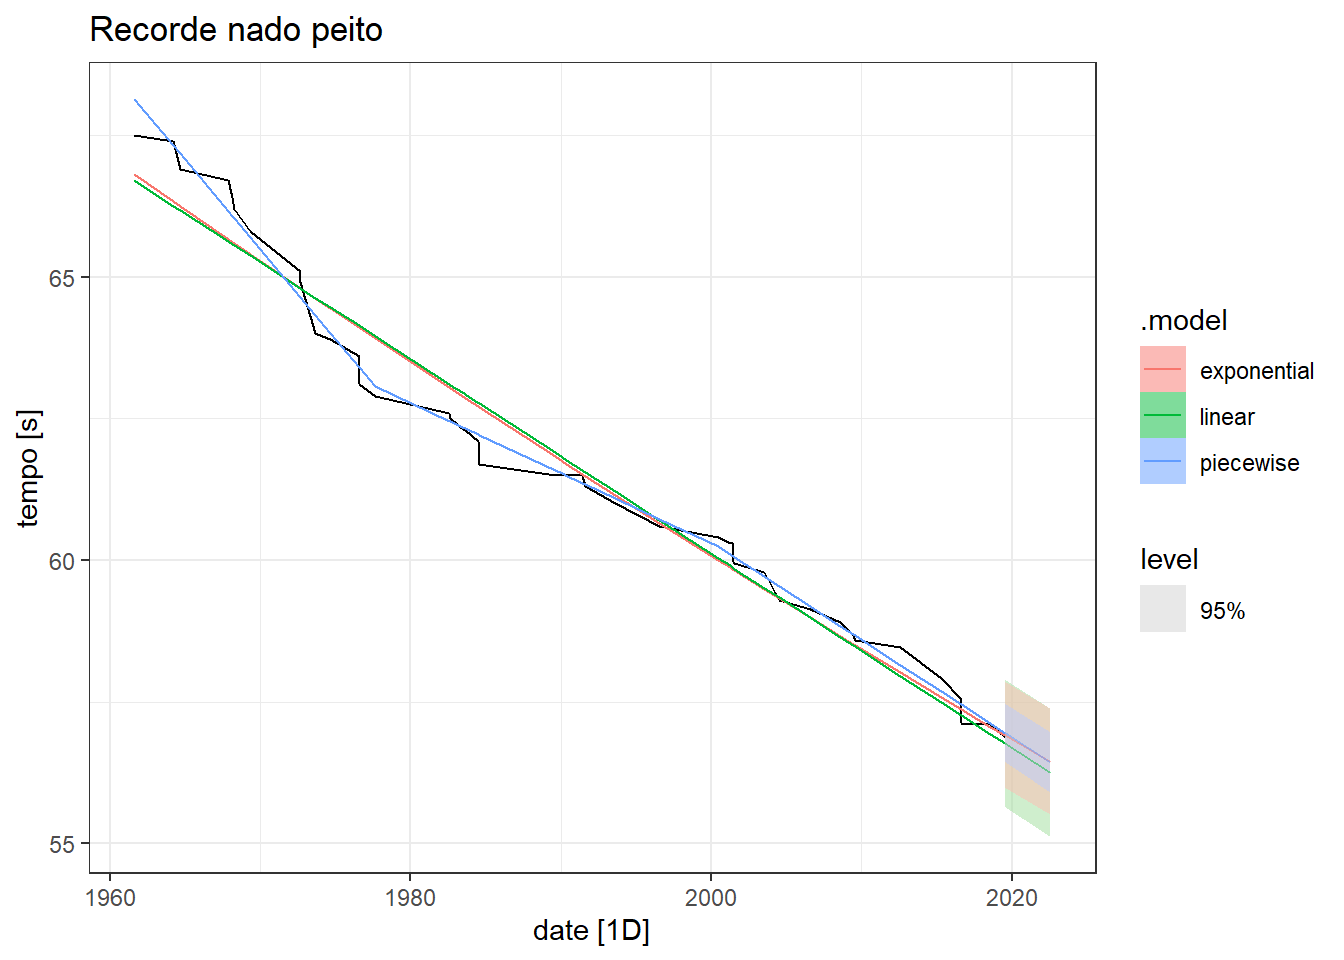 Recorde nado peito
tempo [s]
65
60
55
1960
1980
2000
2020
date [1D]
.model
exponential
linear
piecewise
level
95%